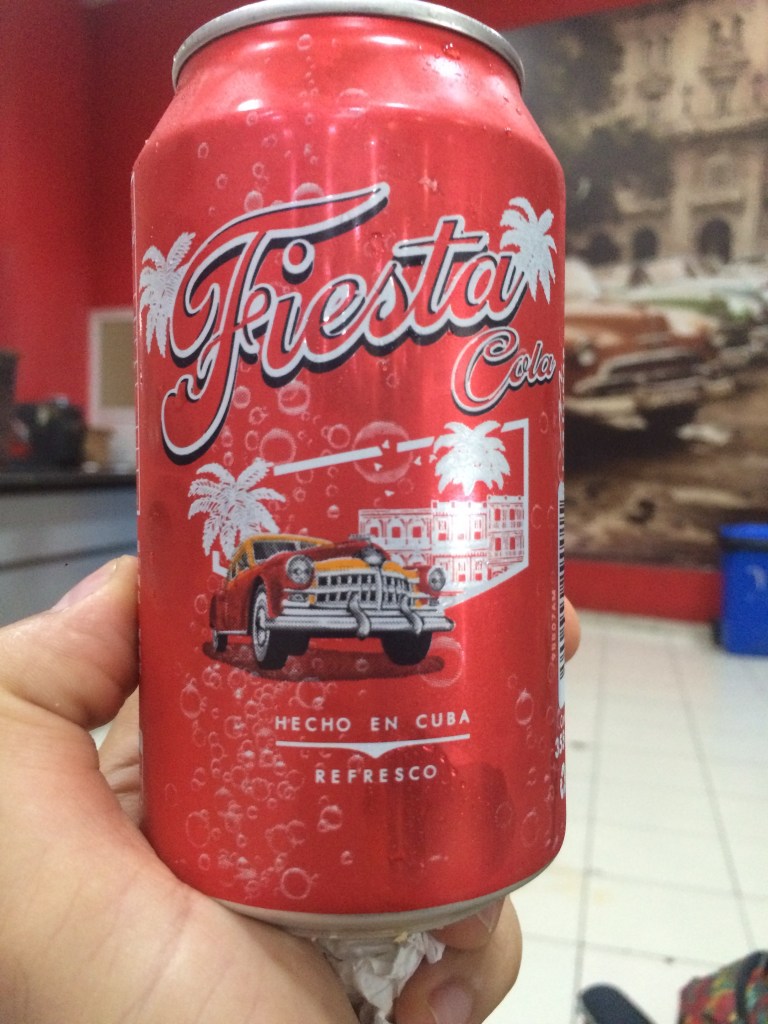 Fiesta
Cola
HECHO EN CUBA
REFRESCO